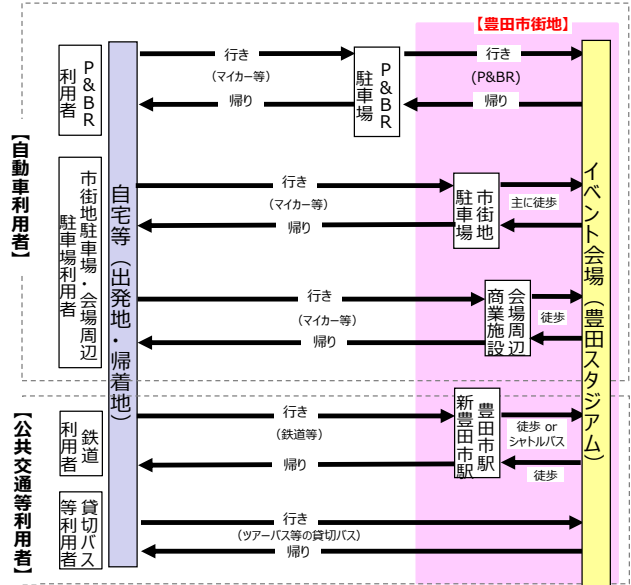 【豊田市街地】
【自動車利用者】
P&BR
利用者
自宅等（出発地・帰着地）
行き
(マイカー等)
帰り
P&BR
駐車場
行き
(P&BR)
帰り
イベント会場（豊田スタジアム）
市街地駐車場・会場周辺
駐車場利用者
行き
(マイカー等)
帰り
市街地
駐車場
主に徒歩
行き
(マイカー等)
帰り
会場周辺
商業施設
徒歩
【公共交通等利用者】
鉄道
利用者
行き
(鉄道等)
帰り
豊田市駅
新豊田市駅
徒歩 or
シャトルバス
徒歩
貸切バス
等利用者
行き
(ツアーバス等の貸切バス)
帰り